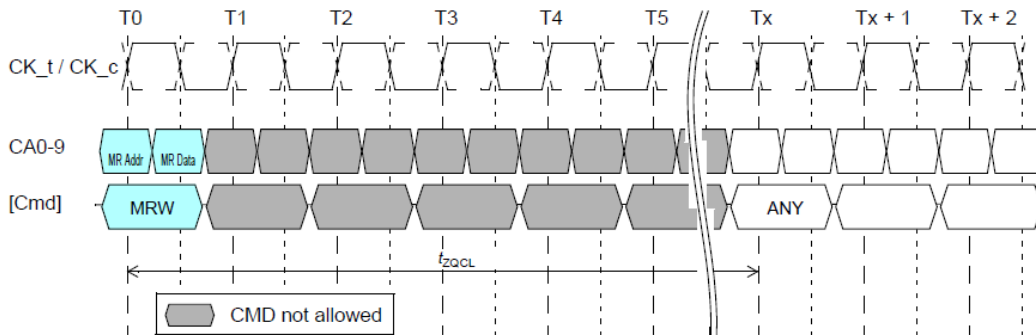 T0 T1 T2 T3 T4 T5 Tx Tx + 1 Tx + 2
CK_t / CK_c
CA0-9 MR Addr MR Data
[Cmd] MRW ANY
tZQCL
CMD not allowed